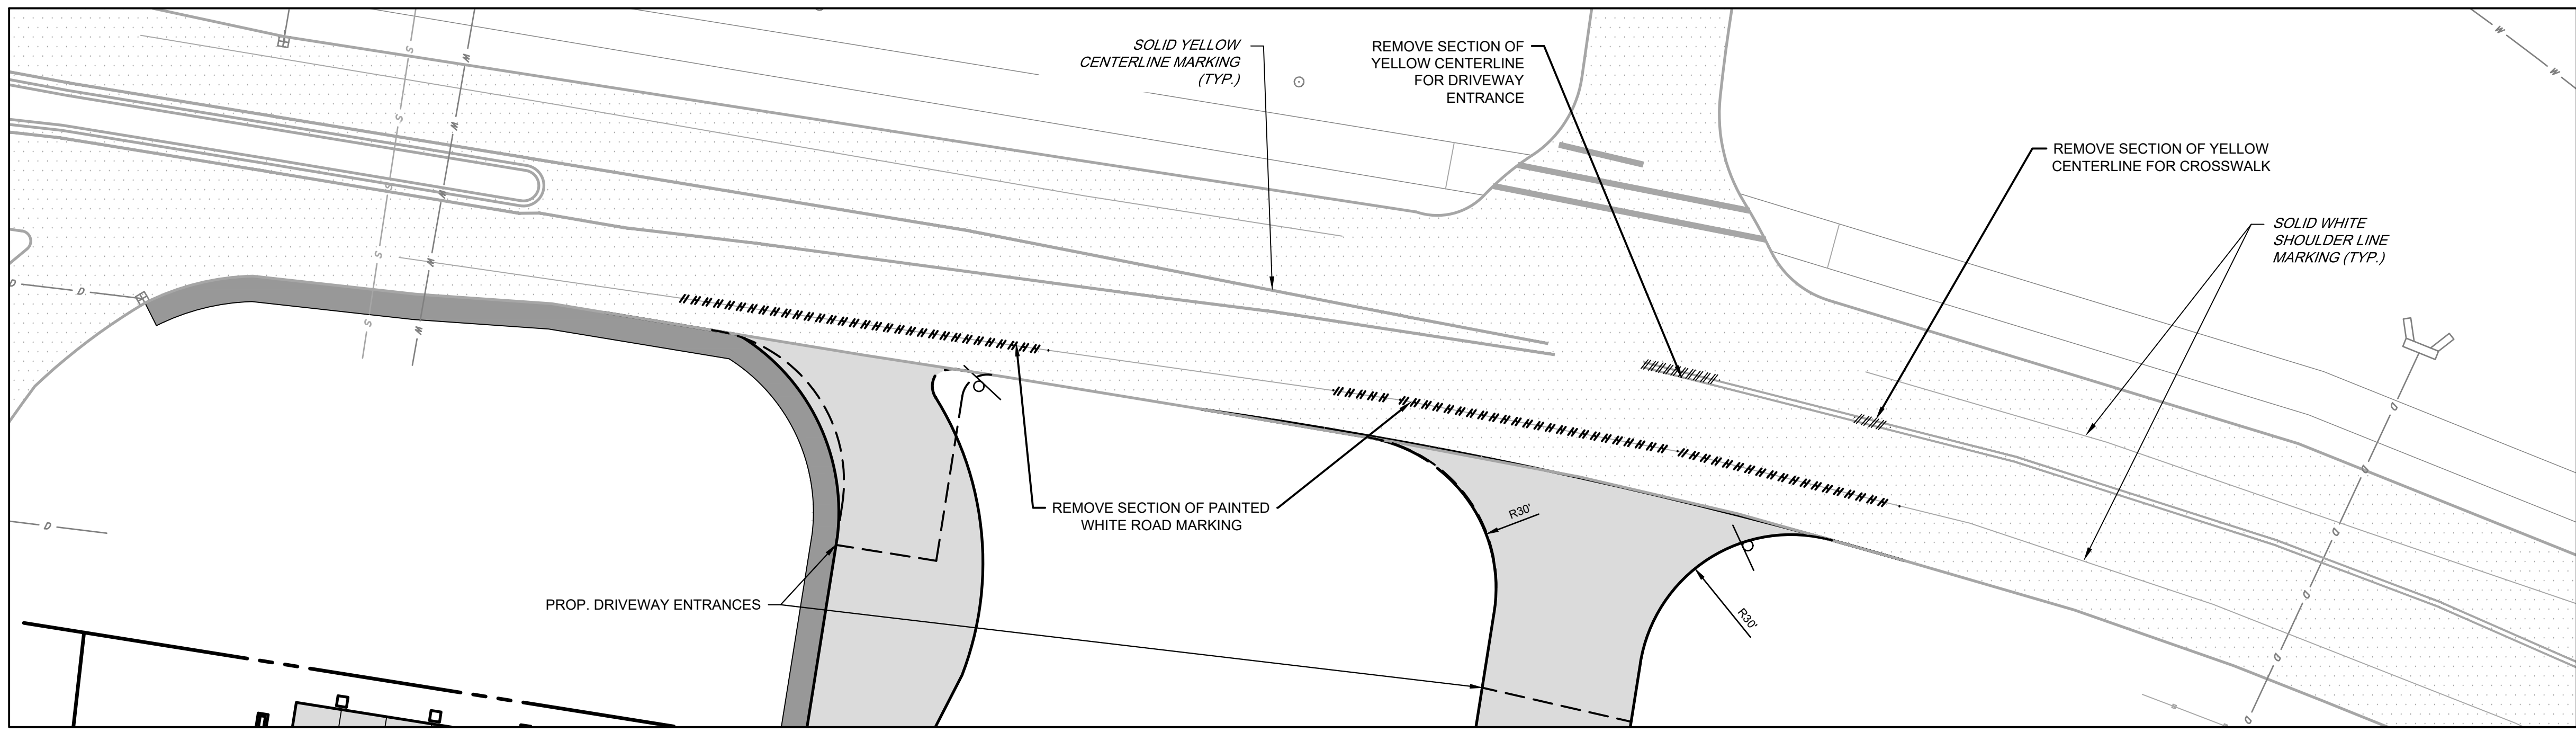 SOLID YELLOW
CENTERLINE MARKING
(TYP.)
REMOVE SECTION OF
YELLOW CENTERLINE
FOR DRIVEWAY
ENTRANCE
REMOVE SECTION OF YELLOW
CENTERLINE FOR CROSSWALK
SOLID WHITE
SHOULDER LINE
MARKING (TYP.)
REMOVE SECTION OF PAINTED
WHITE ROAD MARKING
PROP. DRIVEWAY ENTRANCES
R30'
R30'
S
S
S
S
S
W
W
W
W
W
W
W
D
D
D
D
D
D
D
D
D
D